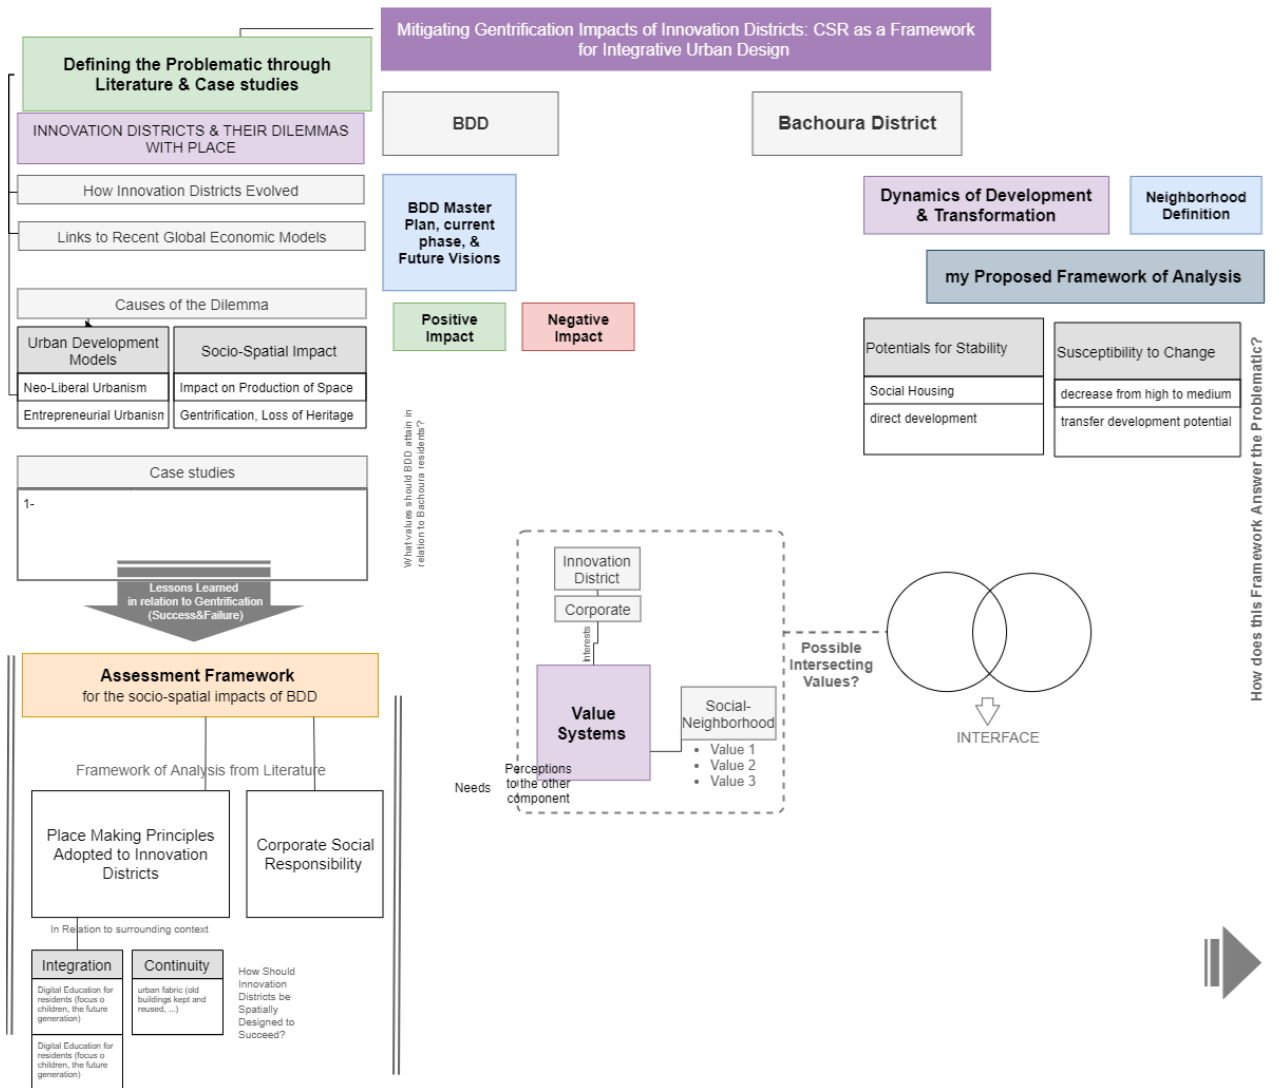 Mitigating Gentrification Impacts of Innovation Districts: CSR as a Framework
for Integrative Urban Design
Defining the Problematic through
Literature & Case studies
INNOVATION DISTRICTS & THEIR DILEMMAS
WITH PLACE
How Innovation Districts Evolved
Links to Recent Global Economic Models
Causes of the Dilemma
Urban Development
Models
Socio-Spatial Impact
Neo-Liberal Urbanism
Impact on Production of Space
Entrepreneurial Urbanism
Gentrification, Loss of Heritage
Case studies
1-
Lessons Learned
in relation to Gentrification
(Success&Failure)
Assessment Framework
for the socio-spatial impacts of BDD
Framework of Analysis from Literature
Place Making Principles
Adopted to Innovation
Districts
Corporate Social
Responsibility
In Relation to surrounding context
Integration
Continuity
Digital Education for
residents (focus o
children, the future
generation)
urban fabric (old
buildings kept and
reused, ...)
Digital Education for
residents (focus o
children, the future
generation)
How Should
Innovation
Districts be
Spatially
Designed to
Succeed?
BDD
Bachoura District
BDD Master
Plan, current
phase, &
Future Visions
Positive
Impact
Negative
Impact
What values should BDD attain in
relation to Bachoura residents?
Innovation
District
Corporate
Interests
Value
Systems
Social-
Neighborhood
• Value 1
• Value 2
• Value 3
Needs
Perceptions
to the other
component
Possible
Intersecting
Values?
INTERFACE
Dynamics of Development
& Transformation
Neighborhood
Definition
my Proposed Framework of Analysis
Potentials for Stability
Susceptibility to Change
Social Housing
decrease from high to medium
direct development
transfer development potential
How does this Framework Answer the Problematic?